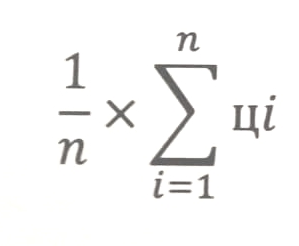 1/n × ∑_{i=1}^{n} цi